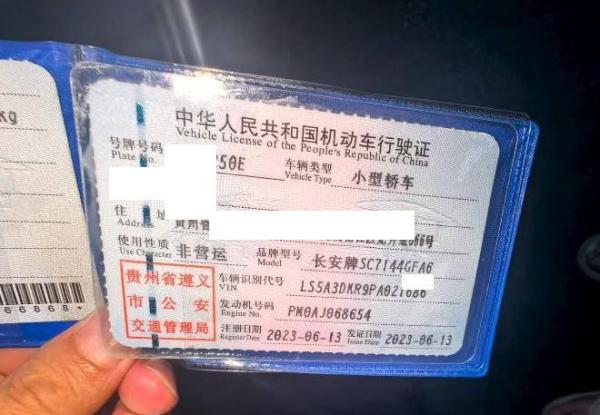 kg
66868
中华人民共和国机动车行驶证
Vehicle License of the People's Republic of China
号牌号码 Plate No. 50E 车辆类型 Vehicle Type 小型轿车
住 址 Address 贵州省
使用性质 Use Character 非营运 品牌型号 Model 长安牌SC7144GFA6
贵州省遵义
市公安
交通管理局
车辆识别代号 VIN LS5A3DKR9PA021686
发动机号码 Engine No. PM0AJ068654
注册日期 Register Date 2023-06-13 发证日期 Issue Date 2023-06-13